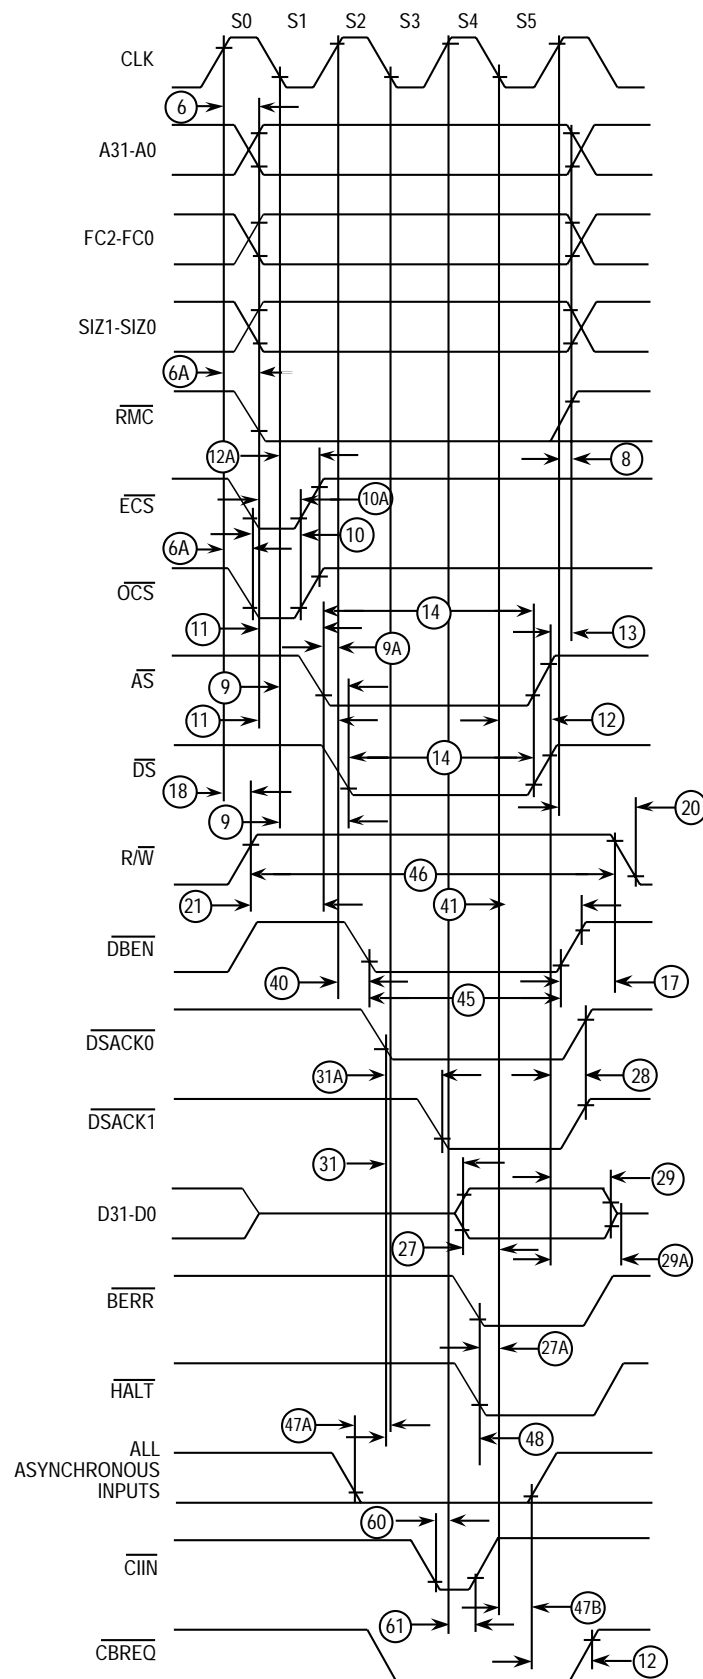 S0 S1 S2 S3 S4 S5
CLK
6
A31-A0
FC2-FC0
SIZ1-SIZ0
6A
RMC
12A
8
ECS
10A
10
6A
OCS
14
11
13
9A
AS
9
11
12
DS
14
18
20
9
R/W
46
21
41
DBEN
40
45
17
DSACK0
31A
28
DSACK1
31
29
D31-D0
27
29A
BERR
27A
HALT
47A
48
ALL
ASYNCHRONOUS
INPUTS
60
CIIN
47B
61
CBREQ
12